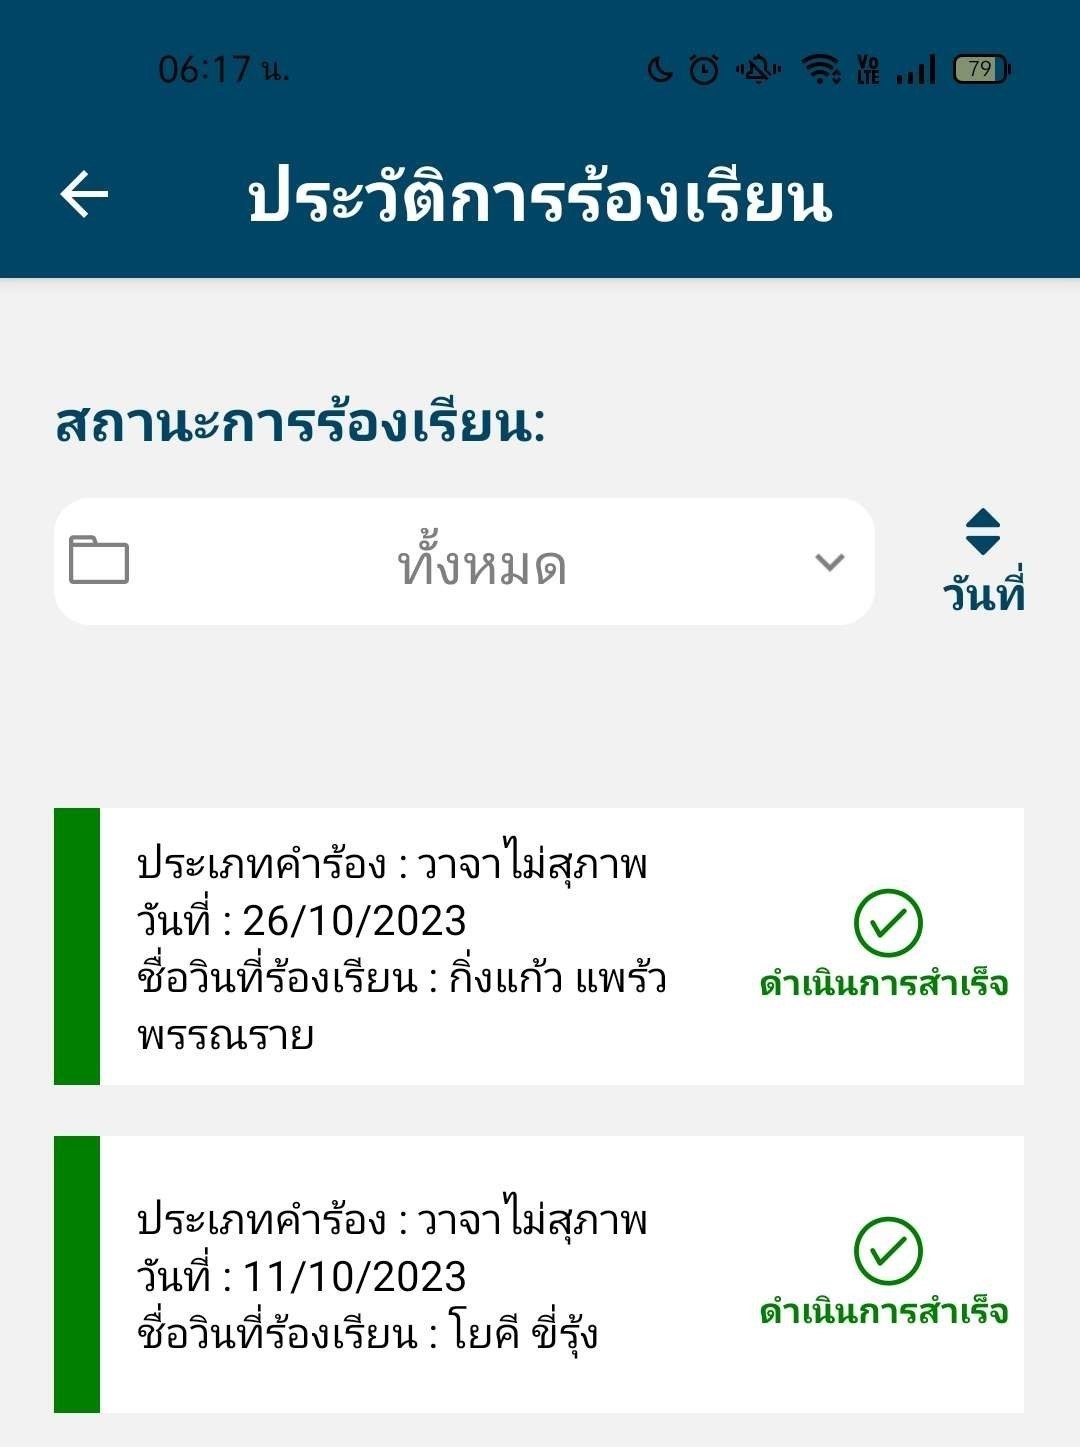 06:17 น.
Vo
LTE
79
ประวัติการร้องเรียน
สถานะการร้องเรียน:
ทั้งหมด
วันที่
ประเภทคำร้อง : วาจาไม่สุภาพ
วันที่ : 26/10/2023
ชื่อวินที่ร้องเรียน : กิ่งแก้ว แพร้ว
พรรณราย
ดำเนินการสำเร็จ
ประเภทคำร้อง : วาจาไม่สุภาพ
วันที่ : 11/10/2023
ชื่อวินที่ร้องเรียน : โยคี ขี่รุ้ง
ดำเนินการสำเร็จ